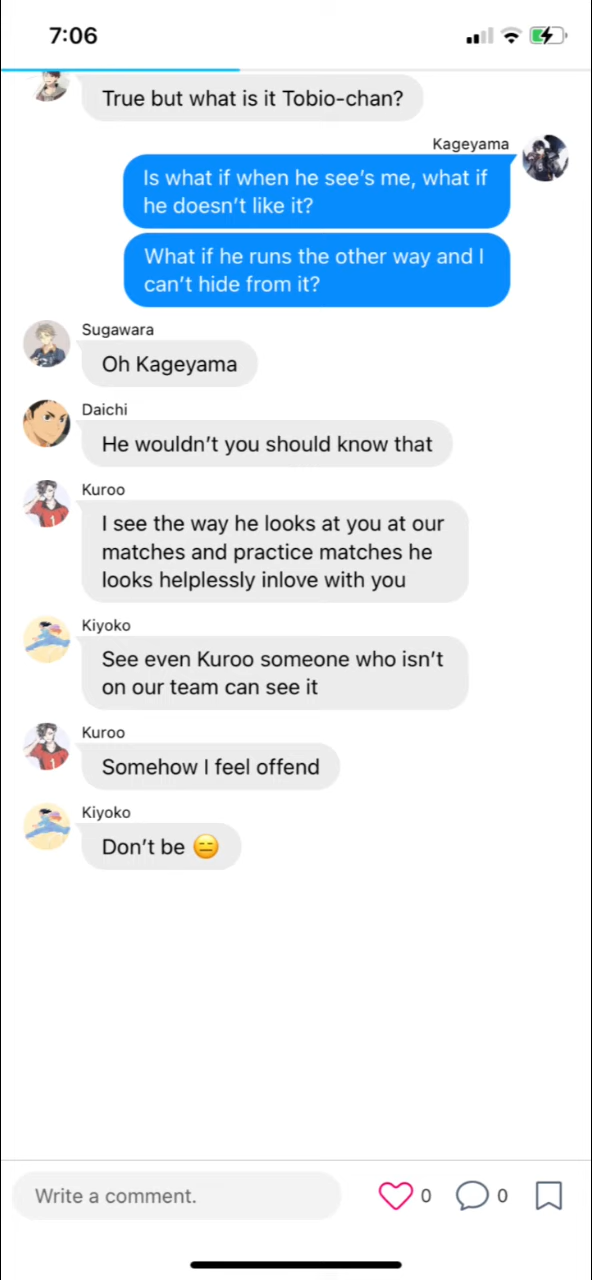 7:06
True but what is it Tobio-chan?
Kageyama
Is what if when he see’s me, what if
he doesn’t like it?
What if he runs the other way and I
can’t hide from it?
Sugawara
Oh Kageyama
Daichi
He wouldn’t you should know that
Kuroo
I see the way he looks at you at our
matches and practice matches he
looks helplessly inlove with you
Kiyoko
See even Kuroo someone who isn’t
on our team can see it
Kuroo
Somehow I feel offend
Kiyoko
Don’t be 😑
Write a comment.
0
0